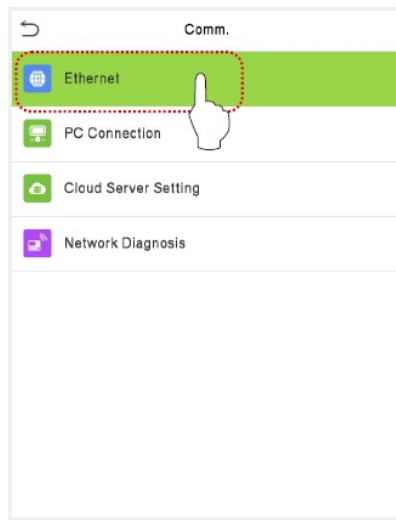 Comm.
Ethernet
PC Connection
Cloud Server Setting
Network Diagnosis